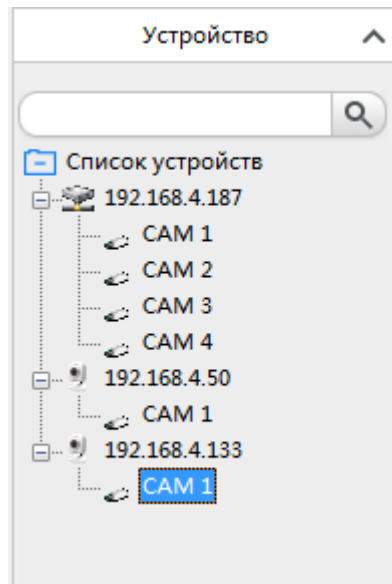 Устройство
Список устройств
192.168.4.187
CAM 1
CAM 2
CAM 3
CAM 4
192.168.4.50
CAM 1
192.168.4.133
CAM 1